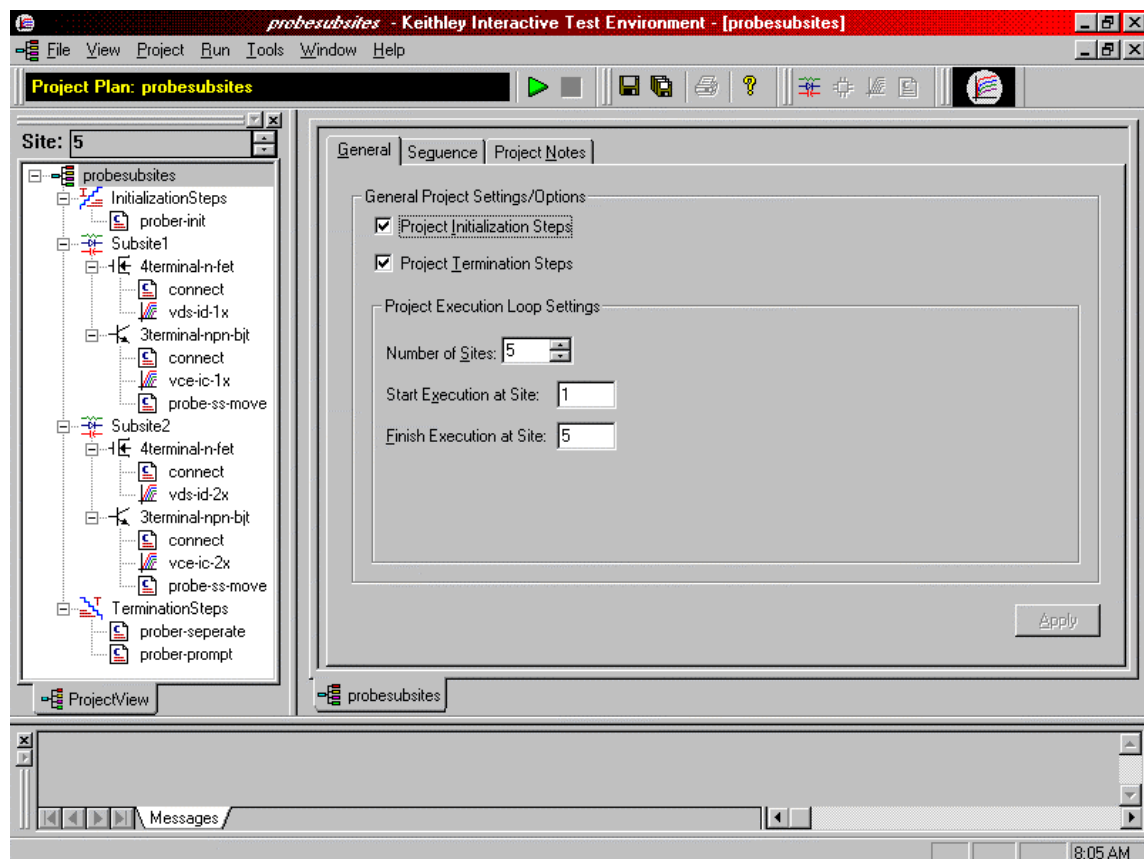 probesubsites - Keithley Interactive Test Environment - [probesubsites]
File View Project Run Tools Window Help
Project Plan: probesubsites
Site: 5
probesubsites
InitializationSteps
prober-init
Subsite1
4terminal-n-fet
connect
vds-id-1x
3terminal-npn-bjt
connect
vce-ic-1x
probe-ss-move
Subsite2
4terminal-n-fet
connect
vds-id-2x
3terminal-npn-bjt
connect
vce-ic-2x
probe-ss-move
TerminationSteps
prober-seperate
prober-prompt
ProjectView
General Sequence Project Notes
General Project Settings/Options
Project Initialization Steps
Project Termination Steps
Project Execution Loop Settings
Number of Sites: 5
Start Execution at Site: 1
Finish Execution at Site: 5
Apply
probesubsites
Messages
8:05 AM